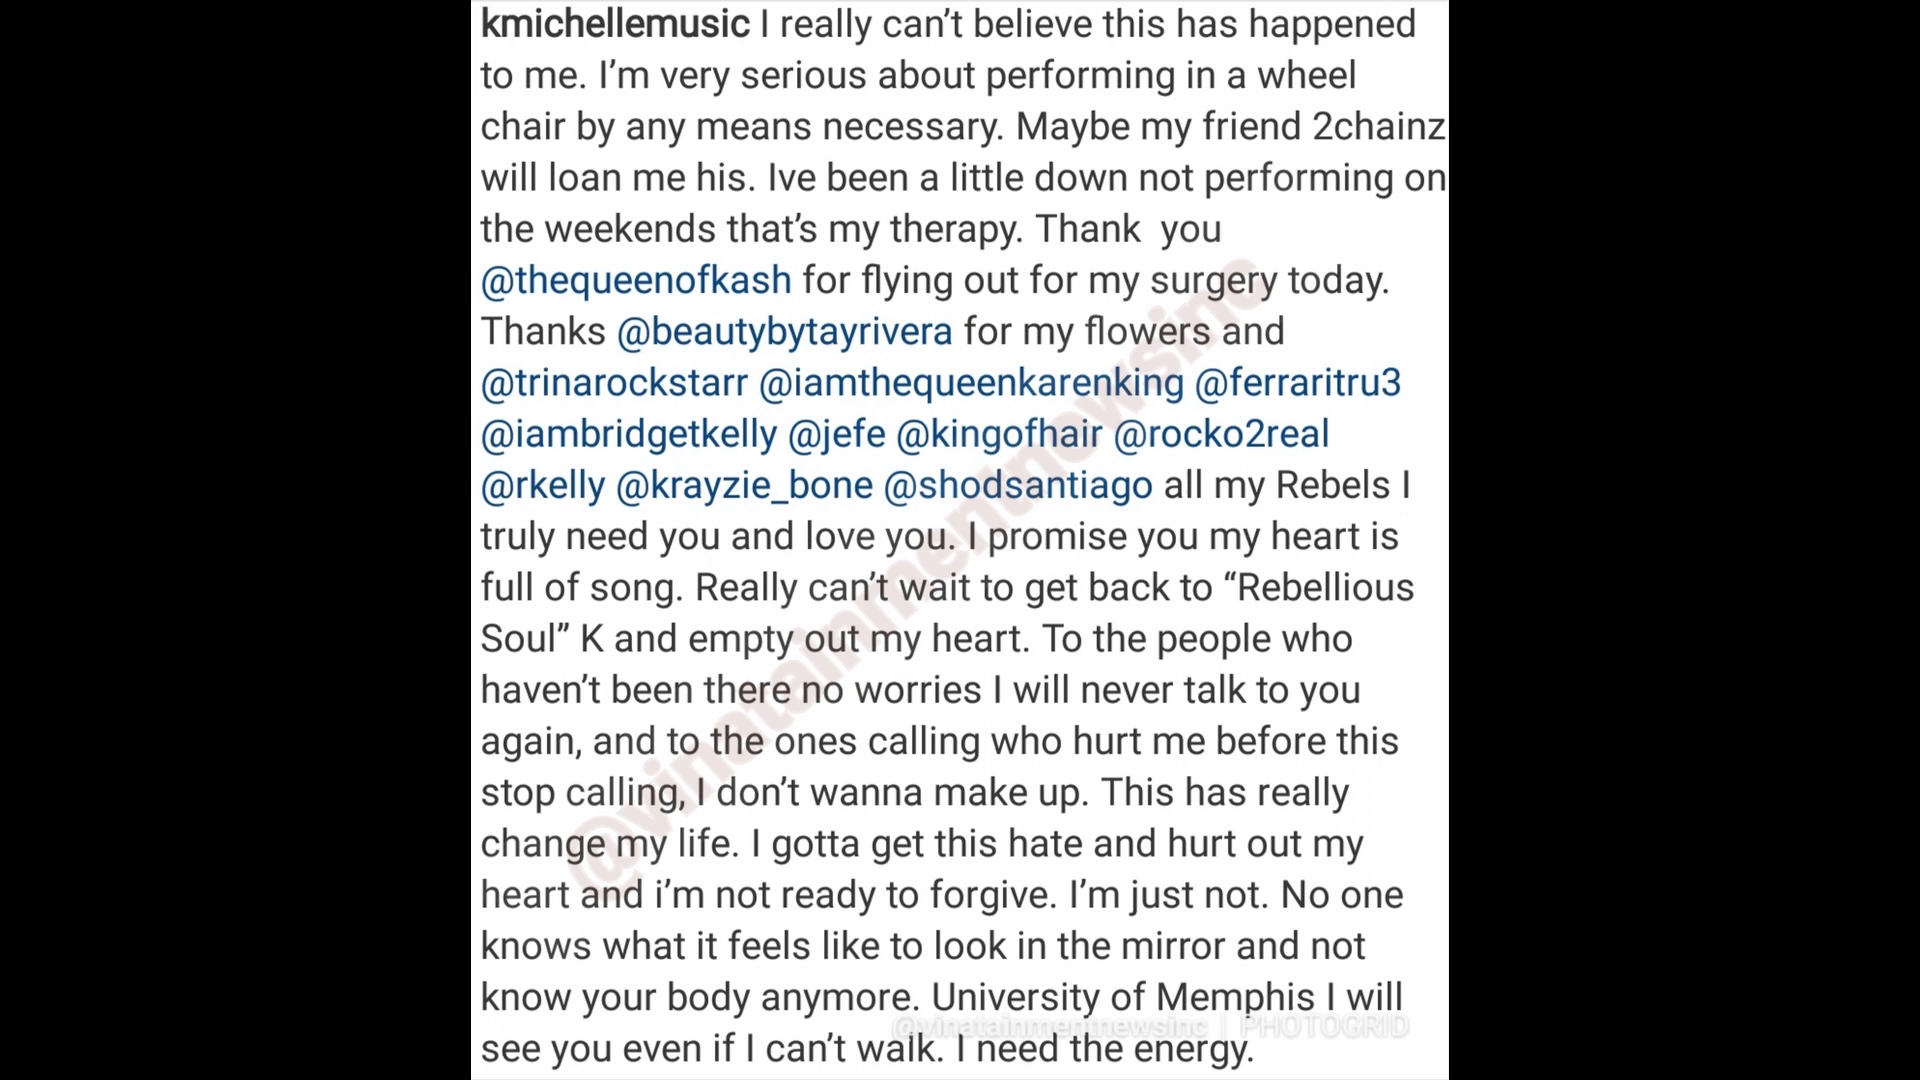 kmichellemusic I really can’t believe this has happened
to me. I’m very serious about performing in a wheel
chair by any means necessary. Maybe my friend 2chainz
will loan me his. Ive been a little down not performing on
the weekends that’s my therapy. Thank  you
@thequeenofkash for flying out for my surgery today.
Thanks @beautybytayrivera for my flowers and
@trinarockstarr @iamthequeenkarenking @ferraritru3
@iambridgetkelly @jefe @kingofhair @rocko2real
@rkelly @krayzie_bone @shodsantiago all my Rebels I
truly need you and love you. I promise you my heart is
full of song. Really can’t wait to get back to “Rebellious
Soul” K and empty out my heart. To the people who
haven’t been there no worries I will never talk to you
again, and to the ones calling who hurt me before this
stop calling, I don’t wanna make up. This has really
change my life. I gotta get this hate and hurt out my
heart and i’m not ready to forgive. I’m just not. No one
knows what it feels like to look in the mirror and not
know your body anymore. University of Memphis I will
see you even if I can’t walk. I need the energy.
@vinatainmentnewsinc
@vinatainmentnewsinc | PHOTOGRID